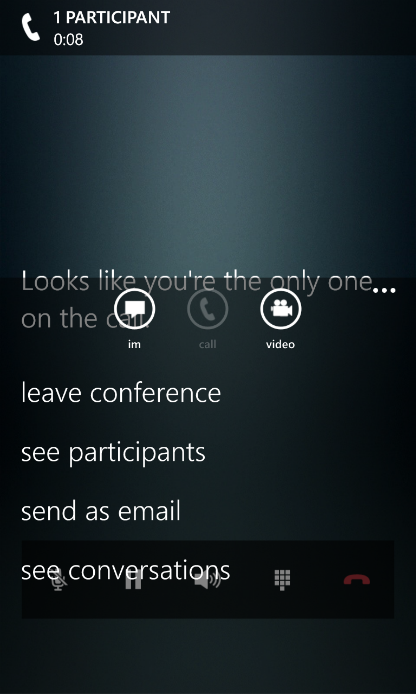 1 PARTICIPANT
0:08
Looks like you're the only one
on the call.
...
im
call
video
leave conference
see participants
send as email
see conversations